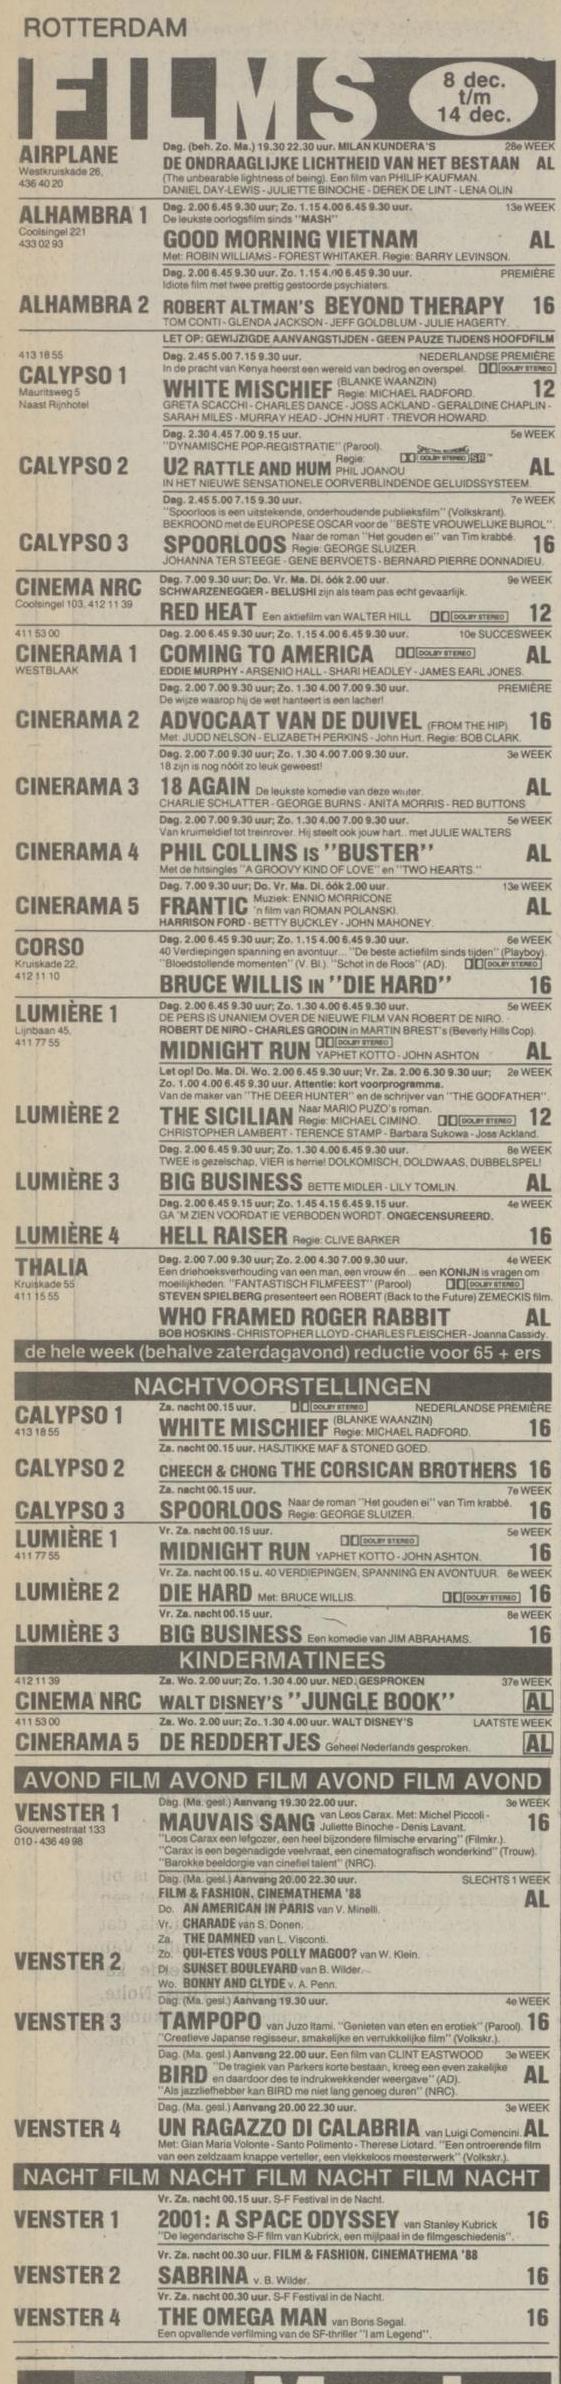 ROTTERDAM
FILMS
8 dec.
t/m
14 dec.
AIRPLANE
Westkruiskade 26,
436 40 20
Dag. (beh. Zo. Ma.) 19.30 22.30 uur. MILAN KUNDERA'S 28e WEEK
DE ONDRAAGLIJKE LICHTHEID VAN HET BESTAAN AL
(The unbearable lightness of being). Een film van PHILIP KAUFMAN.
DANIEL DAY-LEWIS - JULIETTE BINOCHE - DEREK DE LINT - LENA OLIN
ALHAMBRA 1
Coolsingel 221
433 02 93
Dag. 2.00 6.45 9.30 uur; Zo. 1.15 4.00 6.45 9.30 uur. 13e WEEK
De leukste oorlogsfilm sinds "MASH"
GOOD MORNING VIETNAM AL
Met: ROBIN WILLIAMS - FOREST WHITAKER. Regie: BARRY LEVINSON.
Dag. 2.00 6.45 9.30 uur. Zo. 1.15 4.00 6.45 9.30 uur. PREMIÈRE
Idiote film met twee prettig gestoorde psychiaters.
ALHAMBRA 2 ROBERT ALTMAN'S BEYOND THERAPY 16
TOM CONTI - GLENDA JACKSON - JEFF GOLDBLUM - JULIE HAGERTY.
LET OP: GEWIJZIGDE AANVANGSTIJDEN - GEEN PAUZE TIJDENS HOOFDFILM
413 18 55
CALYPSO 1
Mauritsweg 5
Naast Rijnhotel
Dag. 2.45 5.00 7.15 9.30 uur. NEDERLANDSE PREMIÈRE
In de pracht van Kenya heerst een wereld van bedrog en overspel. DOLBY STEREO
WHITE MISCHIEF (BLANKE WAANZIN) Regie: MICHAEL RADFORD. 12
GRETA SCACCHI - CHARLES DANCE - JOSS ACKLAND - GERALDINE CHAPLIN -
SARAH MILES - MURRAY HEAD - JOHN HURT - TREVOR HOWARD.
Dag. 2.30 4.45 7.00 9.15 uur. 5e WEEK
"DYNAMISCHE POP-REGISTRATIE" (Parool).
CALYPSO 2 U2 RATTLE AND HUM Regie: PHIL JOANOU DOLBY STEREO SR AL
IN HET NIEUWE SENSATIONELE OORVERBLINDENDE GELUIDSSYSTEEM.
Dag. 2.45 5.00 7.15 9.30 uur. 7e WEEK
"Spoorloos is een uitstekende, onderhoudende publieksfilm" (Volkskrant).
BEKROOND met de EUROPESE OSCAR voor de "BESTE VROUWELIJKE BIJROL".
CALYPSO 3 SPOORLOOS Naar de roman "Het gouden ei" van Tim krabbé. Regie: GEORGE SLUIZER. 16
JOHANNA TER STEEGE - GENE BERVOETS - BERNARD PIERRE DONNADIEU.
CINEMA NRC
Coolsingel 103, 412 11 39
Dag. 7.00 9.30 uur; Do. Vr. Ma. Di. óók 2.00 uur. 9e WEEK
SCHWARZENEGGER - BELUSHI zijn als team pas echt gevaarlijk.
RED HEAT Een aktiefilm van WALTER HILL DOLBY STEREO 12
411 53 00
CINERAMA 1
WESTBLAAK
Dag. 2.00 6.45 9.30 uur; Zo. 1.15 4.00 6.45 9.30 uur. 10e SUCCESWEEK
COMING TO AMERICA DOLBY STEREO AL
EDDIE MURPHY - ARSENIO HALL - SHARI HEADLEY - JAMES EARL JONES.
Dag. 2.00 7.00 9.30 uur; Zo. 1.30 4.00 7.00 9.30 uur. PREMIÈRE
De wijze waarop hij de wet hanteert is een lacher!
CINERAMA 2 ADVOCAAT VAN DE DUIVEL (FROM THE HIP) 16
Met: JUDD NELSON - ELIZABETH PERKINS - John Hurt. Regie: BOB CLARK.
Dag. 2.00 7.00 9.30 uur; Zo. 1.30 4.00 7.00 9.30 uur. 3e WEEK
18 zijn is nog nóóit zo leuk geweest!
CINERAMA 3 18 AGAIN De leukste komedie van deze winter. AL
CHARLIE SCHLATTER - GEORGE BURNS - ANITA MORRIS - RED BUTTONS
Dag. 2.00 7.00 9.30 uur; Zo. 1.30 4.00 7.00 9.30 uur. 5e WEEK
Van kruimeldief tot treinrover. Hij steelt ook jouw hart.. met JULIE WALTERS
CINERAMA 4 PHIL COLLINS IS "BUSTER" AL
Met de hitsingles "A GROOVY KIND OF LOVE" en "TWO HEARTS."
Dag. 7.00 9.30 uur; Do. Vr. Ma. Di. óók 2.00 uur. 13e WEEK
CINERAMA 5 FRANTIC Muziek: ENNIO MORRICONE 'n film van ROMAN POLANSKI. AL
HARRISON FORD - BETTY BUCKLEY - JOHN MAHONEY.
CORSO
Kruiskade 22,
412 11 10
Dag. 2.00 6.45 9.30 uur; Zo. 1.15 4.00 6.45 9.30 uur. 6e WEEK
40 Verdiepingen spanning en avontuur... "De beste actiefilm sinds tijden" (Playboy).
"Bloedstollende momenten" (V. Bl.). "Schot in de Roos" (AD). DOLBY STEREO
BRUCE WILLIS IN "DIE HARD" 16
LUMIÈRE 1
Lijnbaan 45,
411 77 55
Dag. 2.00 6.45 9.30 uur; Zo. 1.30 4.00 6.45 9.30 uur. 5e WEEK
DE PERS IS UNANIEM OVER DE NIEUWE FILM VAN ROBERT DE NIRO.
ROBERT DE NIRO - CHARLES GRODIN in MARTIN BREST's (Beverly Hills Cop).
MIDNIGHT RUN DOLBY STEREO YAPHET KOTTO - JOHN ASHTON AL
Let op! Do. Ma. Di. Wo. 2.00 6.45 9.30 uur; Vr. Za. 2.00 6.30 9.30 uur; 2e WEEK
Zo. 1.00 4.00 6.45 9.30 uur. Attentie: kort voorprogramma.
Van de maker van "THE DEER HUNTER" en de schrijver van "THE GODFATHER".
LUMIÈRE 2 THE SICILIAN Naar MARIO PUZO's roman. Regie: MICHAEL CIMINO. DOLBY STEREO 12
CHRISTOPHER LAMBERT - TERENCE STAMP - Barbara Sukowa - Joss Ackland.
Dag. 2.00 6.45 9.30 uur; Zo. 1.30 4.00 6.45 9.30 uur. 8e WEEK
TWEE is gezelschap, VIER is herrie! DOLKOMISCH, DOLDWAAS, DUBBELSPEL!
LUMIÈRE 3 BIG BUSINESS BETTE MIDLER - LILY TOMLIN. AL
Dag. 2.00 6.45 9.15 uur; Zo. 1.45 4.15 6.45 9.15 uur. 4e WEEK
GA 'M ZIEN VOORDAT IE VERBODEN WORDT. ONGECENSUREERD.
LUMIÈRE 4 HELL RAISER Regie: CLIVE BARKER 16
THALIA
Kruiskade 55
411 15 55
Dag. 2.00 7.00 9.30 uur; Zo. 2.00 4.30 7.00 9.30 uur. 4e WEEK
Een driehoeksverhouding van een man, een vrouw én ... een KONIJN is vragen om
moeilijkheden. "FANTASTISCH FILMFEEST" (Parool) DOLBY STEREO
STEVEN SPIELBERG presenteert een ROBERT (Back to the Future) ZEMECKIS film.
WHO FRAMED ROGER RABBIT AL
BOB HOSKINS - CHRISTOPHER LLOYD - CHARLES FLEISCHER - Joanna Cassidy.
de hele week (behalve zaterdagavond) reductie voor 65 + ers
NACHTVOORSTELLINGEN
CALYPSO 1
413 18 55
Za. nacht 00.15 uur. DOLBY STEREO NEDERLANDSE PREMIÈRE
WHITE MISCHIEF (BLANKE WAANZIN) Regie: MICHAEL RADFORD. 16
Za. nacht 00.15 uur. HASJTIKKE MAF & STONED GOED.
CALYPSO 2 CHEECH & CHONG THE CORSICAN BROTHERS 16
Za. nacht 00.15 uur. 7e WEEK
CALYPSO 3 SPOORLOOS Naar de roman "Het gouden ei" van Tim krabbé. Regie: GEORGE SLUIZER. 16
LUMIÈRE 1
411 77 55
Vr. Za. nacht 00.15 uur. 5e WEEK
MIDNIGHT RUN DOLBY STEREO YAPHET KOTTO - JOHN ASHTON. 16
Vr. Za. nacht 00.15 u. 40 VERDIEPINGEN, SPANNING EN AVONTUUR. 6e WEEK
LUMIÈRE 2 DIE HARD Met: BRUCE WILLIS. DOLBY STEREO 16
Vr. Za. nacht 00.15 uur. 8e WEEK
LUMIÈRE 3 BIG BUSINESS Een komedie van JIM ABRAHAMS. 16
KINDERMATINEES
412 11 39 Za. Wo. 2.00 uur; Zo. 1.30 4.00 uur. NED. GESPROKEN 37e WEEK
CINEMA NRC WALT DISNEY'S "JUNGLE BOOK" AL
411 53 00 Za. Wo. 2.00 uur; Zo. 1.30 4.00 uur. WALT DISNEY'S LAATSTE WEEK
CINERAMA 5 DE REDDERTJES Geheel Nederlands gesproken. AL
AVOND FILM AVOND FILM AVOND FILM AVOND
VENSTER 1
Gouvernestraat 133
010 - 436 49 98
Dag. (Ma. gesl.) Aanvang 19.30 22.00 uur. 3e WEEK
MAUVAIS SANG van Leos Carax. Met: Michel Piccoli - Juliette Binoche - Denis Lavant. 16
"Leos Carax een lefgozer, een heel bijzondere filmische ervaring" (Filmkr.).
"Carax is een begenadigde veelvraat, een cinematografisch wonderkind" (Trouw).
"Barokke beeldorgie van cinefiel talent" (NRC).
Dag. (Ma. gesl.) Aanvang 20.00 22.30 uur. SLECHTS 1 WEEK
FILM & FASHION. CINEMATHEMA '88 AL
Do. AN AMERICAN IN PARIS van V. Minelli.
Vr. CHARADE van S. Donen.
Za. THE DAMNED van L. Visconti.
VENSTER 2 Zo. QUI-ETES VOUS POLLY MAGOO? van W. Klein.
Di. SUNSET BOULEVARD van B. Wilder.
Wo. BONNY AND CLYDE v. A. Penn.
Dag. (Ma. gesl.) Aanvang 19.30 uur. 4e WEEK
VENSTER 3 TAMPOPO van Juzo Itami. "Genieten van eten en erotiek" (Parool). 16
"Creatieve Japanse regisseur, smakelijke en verrukkelijke film" (Volkskr.).
Dag. (Ma. gesl.) Aanvang 22.00 uur. Een film van CLINT EASTWOOD 3e WEEK
BIRD "De tragiek van Parkers korte bestaan, kreeg een even zakelijke en daardoor des te indrukwekkender weergave" (AD). AL
"Als jazzliefhebber kan BIRD me niet lang genoeg duren" (NRC).
Dag. (Ma. gesl.) Aanvang 20.00 22.30 uur. 3e WEEK
VENSTER 4 UN RAGAZZO DI CALABRIA van Luigi Comencini. AL
Met: Gian Maria Volonte - Santo Polimento - Therese Liotard. "Een ontroerende film
van een zeldzaam knappe verteller, een vlekkeloos meesterwerk" (Volkskr.).
NACHT FILM NACHT FILM NACHT FILM NACHT
Vr. Za. nacht 00.15 uur. S-F Festival in de Nacht.
VENSTER 1 2001: A SPACE ODYSSEY van Stanley Kubrick 16
"De legendarische S-F film van Kubrick, een mijlpaal in de filmgeschiedenis".
Vr. Za. nacht 00.30 uur. FILM & FASHION. CINEMATHEMA '88
VENSTER 2 SABRINA v. B. Wilder. 16
Vr. Za. nacht 00.30 uur. S-F Festival in de Nacht.
VENSTER 4 THE OMEGA MAN van Boris Segal. 16
Een opvallende verfilming van de SF-thriller "I am Legend".